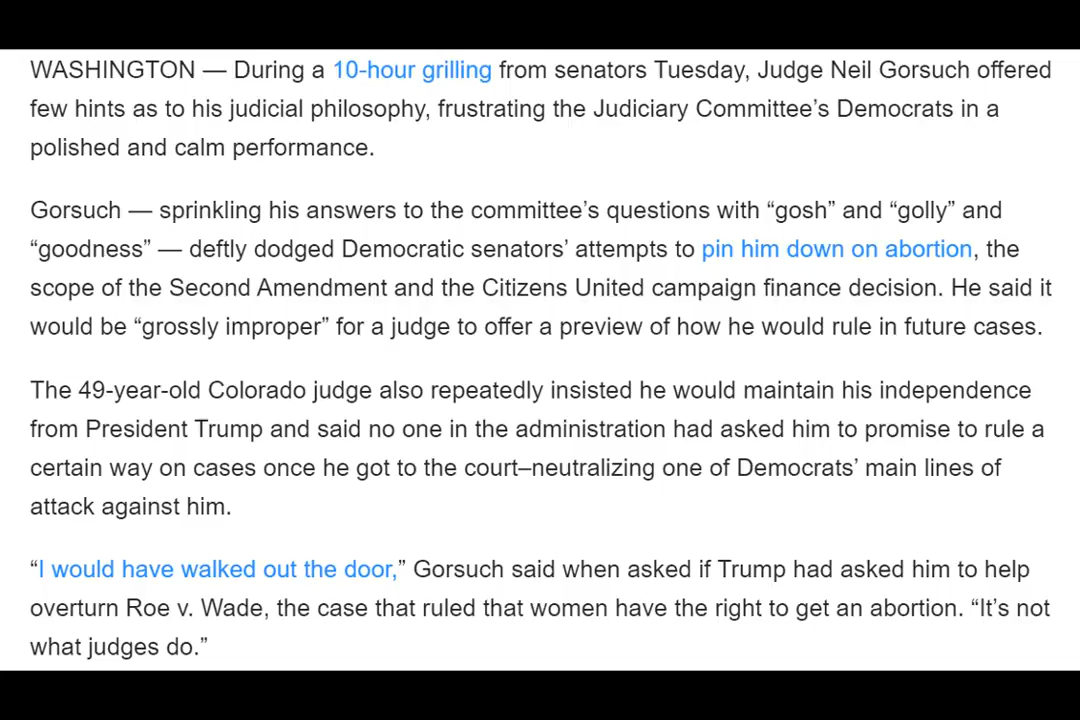 WASHINGTON — During a 10-hour grilling from senators Tuesday, Judge Neil Gorsuch offered
few hints as to his judicial philosophy, frustrating the Judiciary Committee’s Democrats in a
polished and calm performance.
Gorsuch — sprinkling his answers to the committee’s questions with “gosh” and “golly” and
“goodness” — deftly dodged Democratic senators’ attempts to pin him down on abortion, the
scope of the Second Amendment and the Citizens United campaign finance decision. He said it
would be “grossly improper” for a judge to offer a preview of how he would rule in future cases.
The 49-year-old Colorado judge also repeatedly insisted he would maintain his independence
from President Trump and said no one in the administration had asked him to promise to rule a
certain way on cases once he got to the court–neutralizing one of Democrats’ main lines of
attack against him.
“I would have walked out the door,” Gorsuch said when asked if Trump had asked him to help
overturn Roe v. Wade, the case that ruled that women have the right to get an abortion. “It’s not
what judges do.”